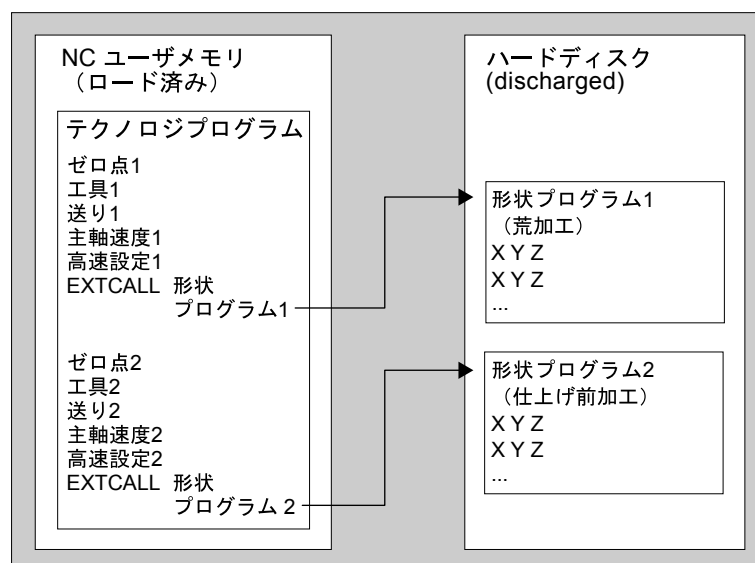 NC ユーザメモリ
（ロード済み）
テクノロジプログラム
ゼロ点1
工具1
送り1
主軸速度1
高速設定1
EXTCALL 形状
プログラム1
ゼロ点2
工具2
送り2
主軸速度2
高速設定2
EXTCALL 形状
プログラム 2
ハードディスク
(discharged)
形状プログラム1
（荒加工）
X Y Z
X Y Z
...
形状プログラム2
（仕上げ前加工）
X Y Z
X Y Z
...